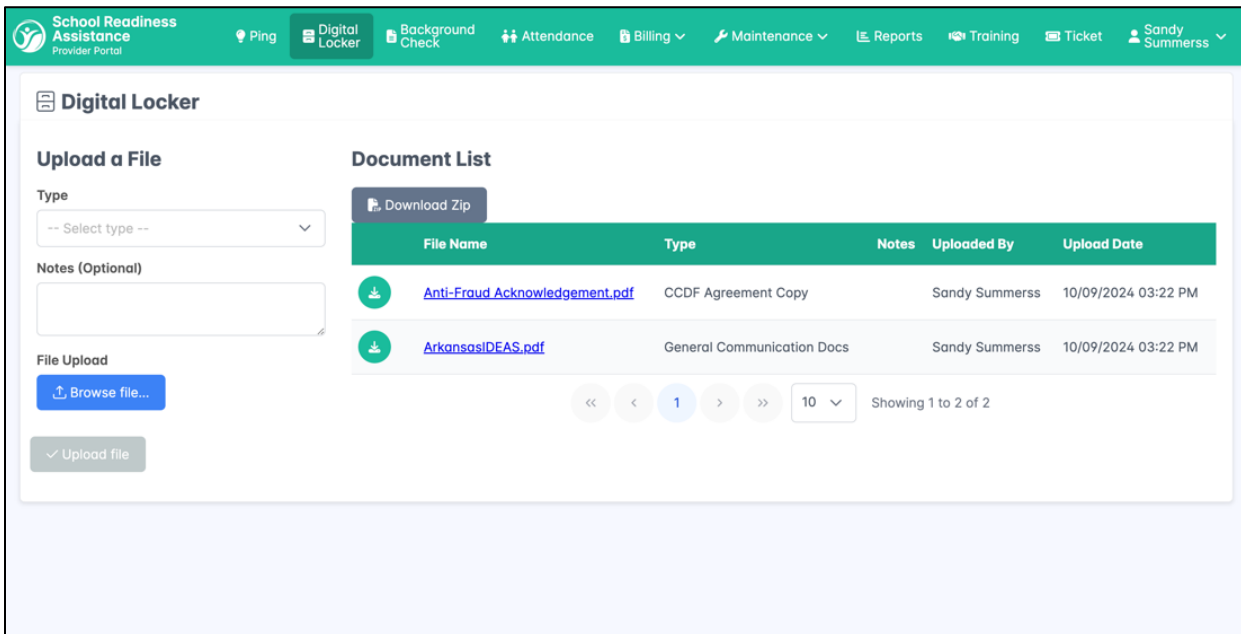 School Readiness
Assistance
Provider Portal
Ping
Digital
Locker
Background
Check
Attendance
Billing
Maintenance
Reports
Training
Ticket
Sandy
Summerss
Digital Locker
Upload a File
Type
-- Select type --
Notes (Optional)
File Upload
Browse file...
Upload file
Document List
Download Zip
File Name Type Notes Uploaded By Upload Date
Anti-Fraud Acknowledgement.pdf CCDF Agreement Copy Sandy Summerss 10/09/2024 03:22 PM
ArkansasIDEAS.pdf General Communication Docs Sandy Summerss 10/09/2024 03:22 PM
<< < 1 > >> 10 Showing 1 to 2 of 2